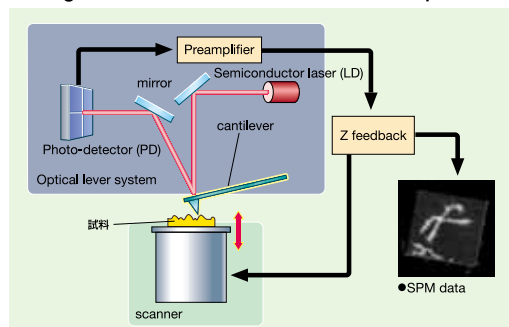 Preamplifier
Semiconductor laser (LD)
mirror
cantilever
Z feedback
Photo-detector (PD)
Optical lever system
試料
●SPM data
scanner